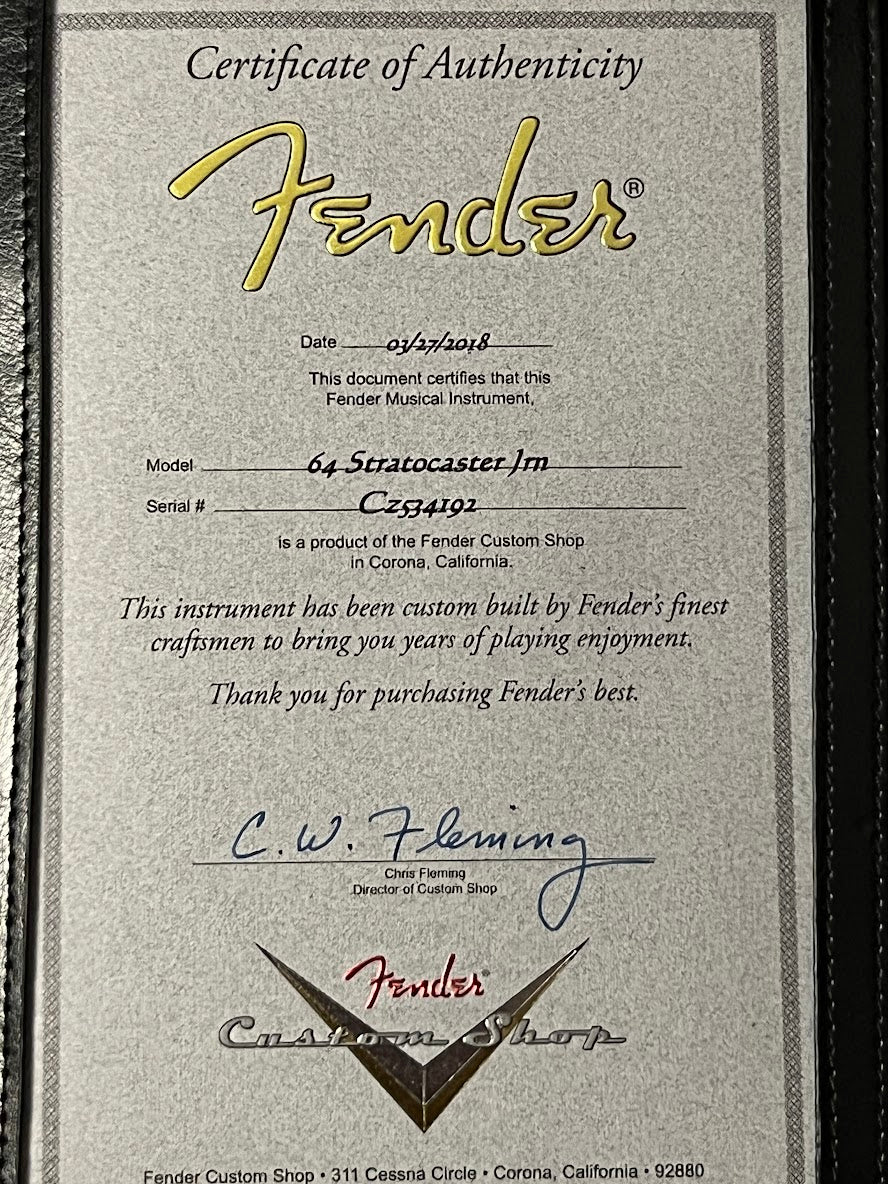 Certificate of Authenticity
Fender®
Date 03/27/2018
This document certifies that this
Fender Musical Instrument,
Model 64 Stratocaster Jrn
Serial # Cz534192
is a product of the Fender Custom Shop
in Corona, California.
This instrument has been custom built by Fender's finest
craftsmen to bring you years of playing enjoyment.
Thank you for purchasing Fender's best.
C. W. Fleming
Chris Fleming
Director of Custom Shop
Fender
Custom Shop
Fender Custom Shop • 311 Cessna Circle • Corona, California • 92880